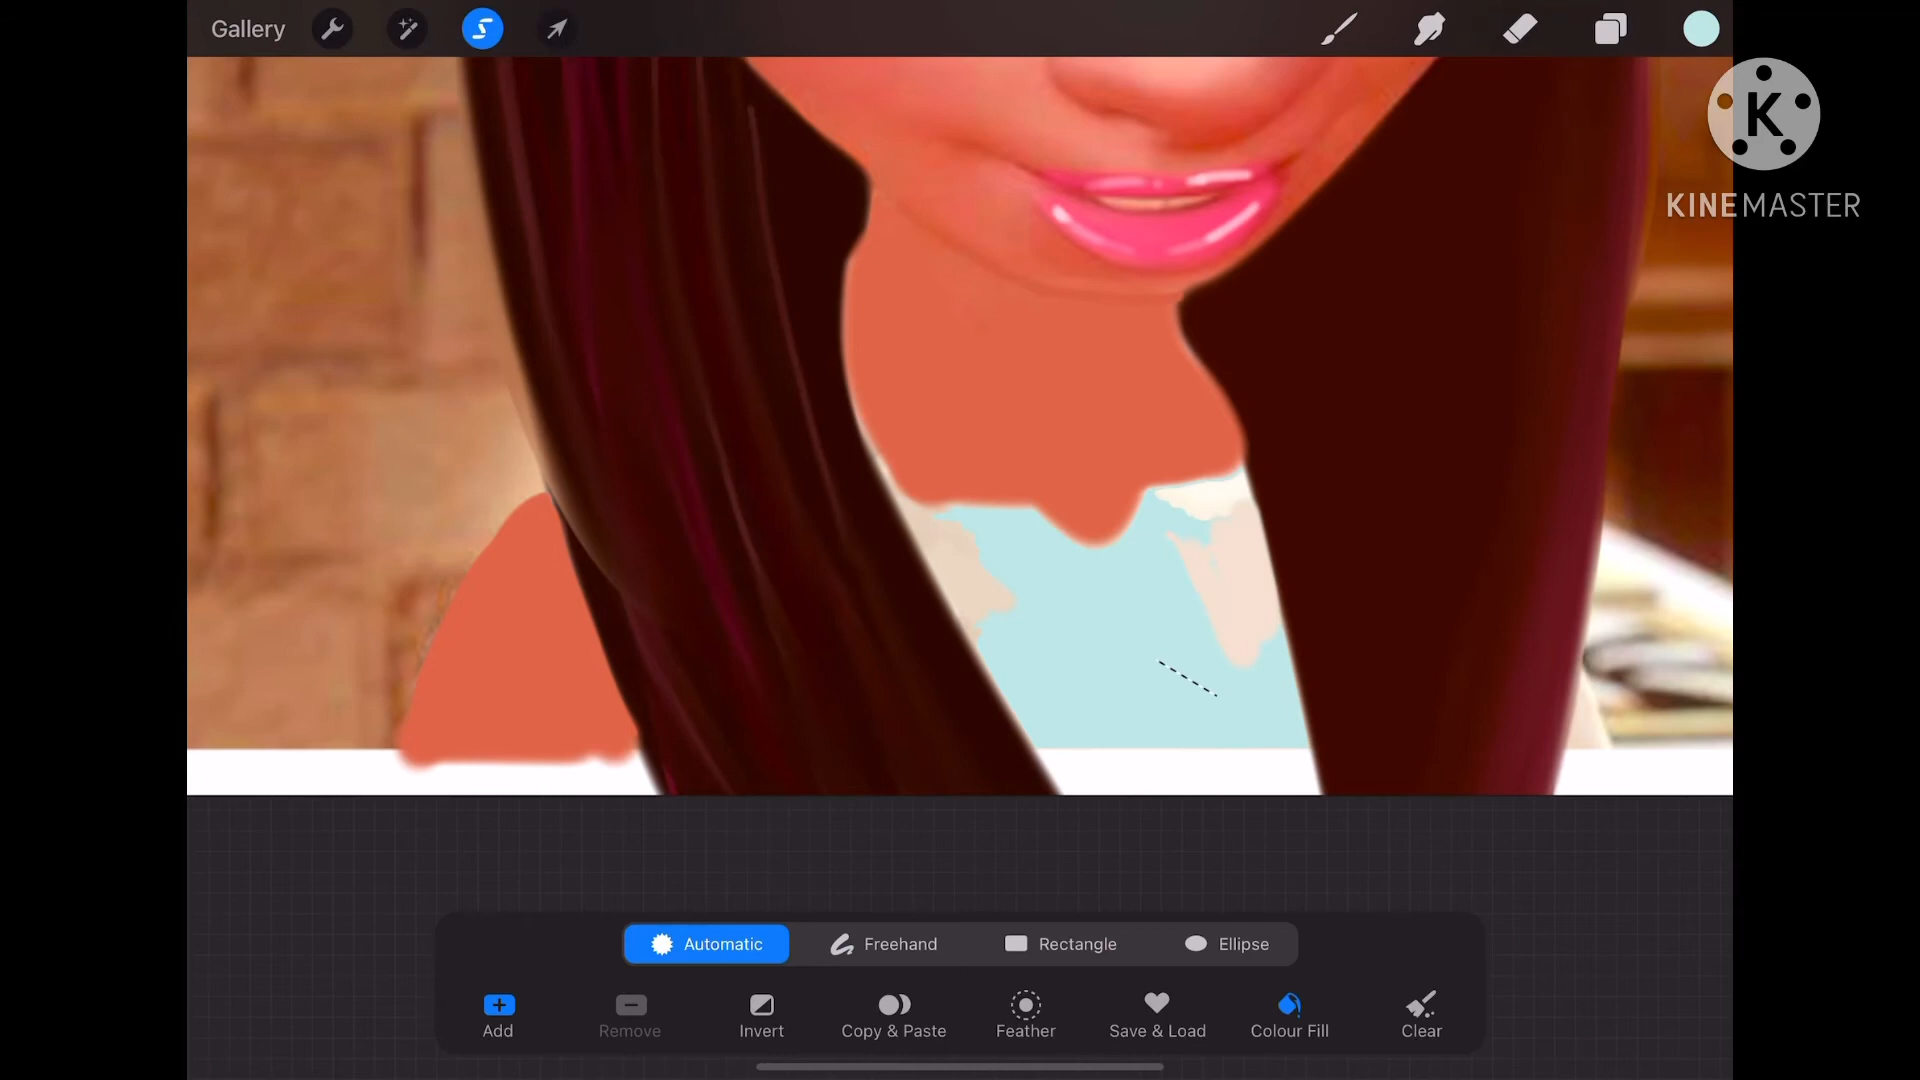 Gallery
K
KINEMASTER
Automatic
Freehand
Rectangle
Ellipse
Add
Remove
Invert
Copy & Paste
Feather
Save & Load
Colour Fill
Clear